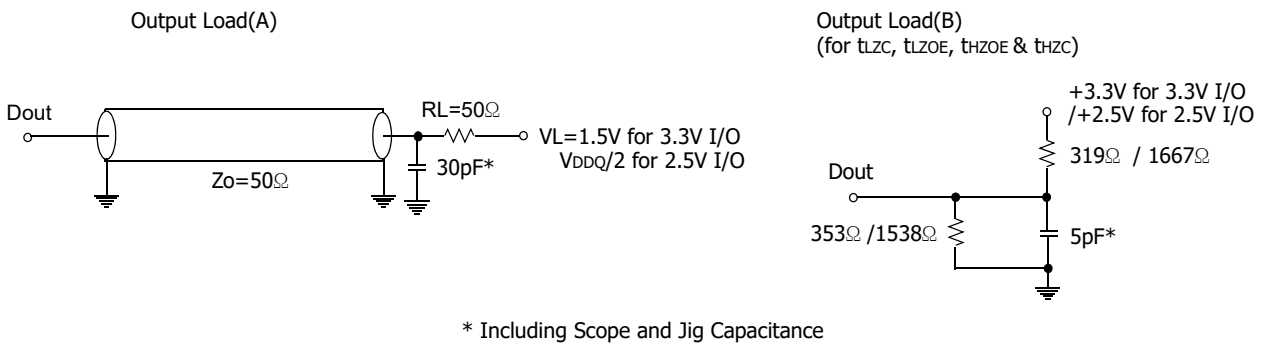 Output Load(A)
Dout
Zo=50Ω
RL=50Ω
30pF*
VL=1.5V for 3.3V I/O
VDDQ/2 for 2.5V I/O
Output Load(B)
(for tLZC, tLZOE, tHZOE & tHZC)
+3.3V for 3.3V I/O
/+2.5V for 2.5V I/O
319Ω / 1667Ω
Dout
353Ω /1538Ω
5pF*
* Including Scope and Jig Capacitance